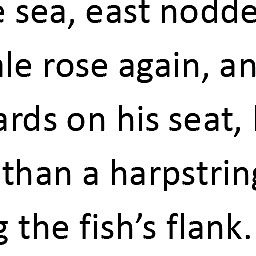 sea, east nodde
le rose again, an
ards on his seat,
than a harpstring
g the fish’s flank.